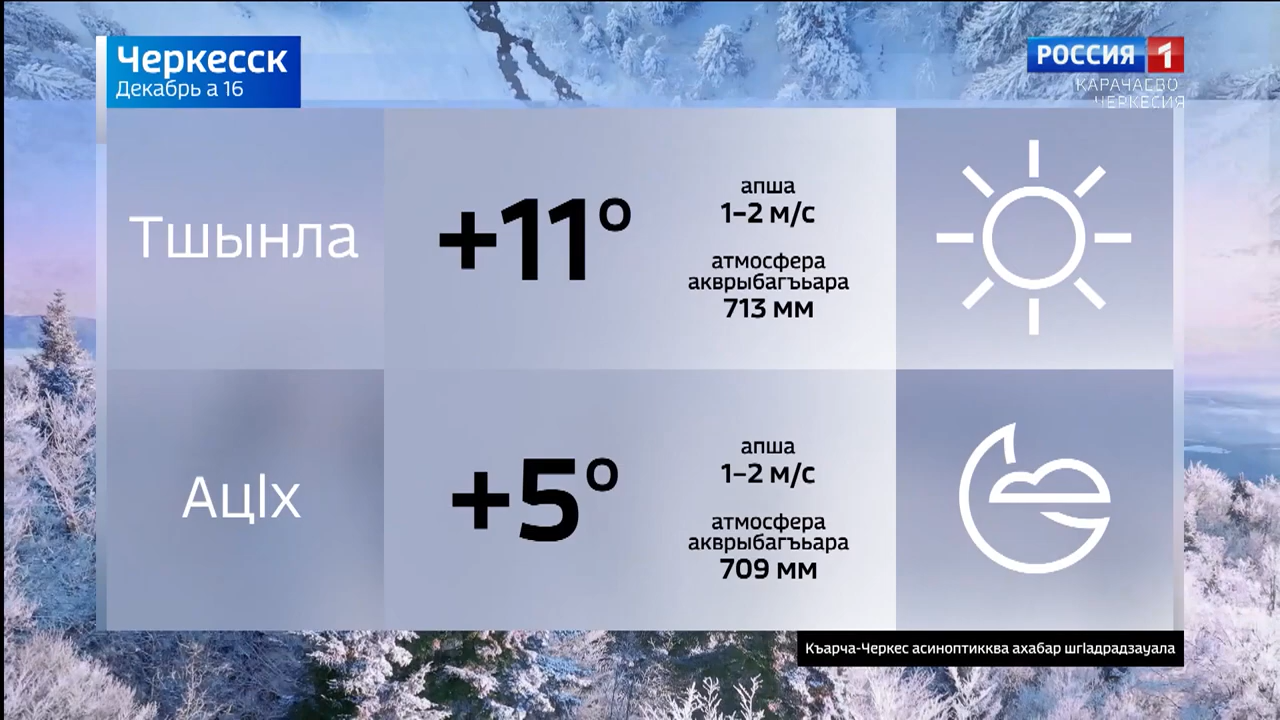 Черкесск
Декабрь а 16
РОССИЯ 1
КАРАЧАЕВО
ЧЕРКЕСИЯ
Тшынла
+11°
апша
1-2 м/с
атмосфера
акврыбагъьара
713 мм
АцӀх
+5°
апша
1-2 м/с
атмосфера
акврыбагъьара
709 мм
Къарча-Черкес асиноптикква ахабар шгӀадрадзауала